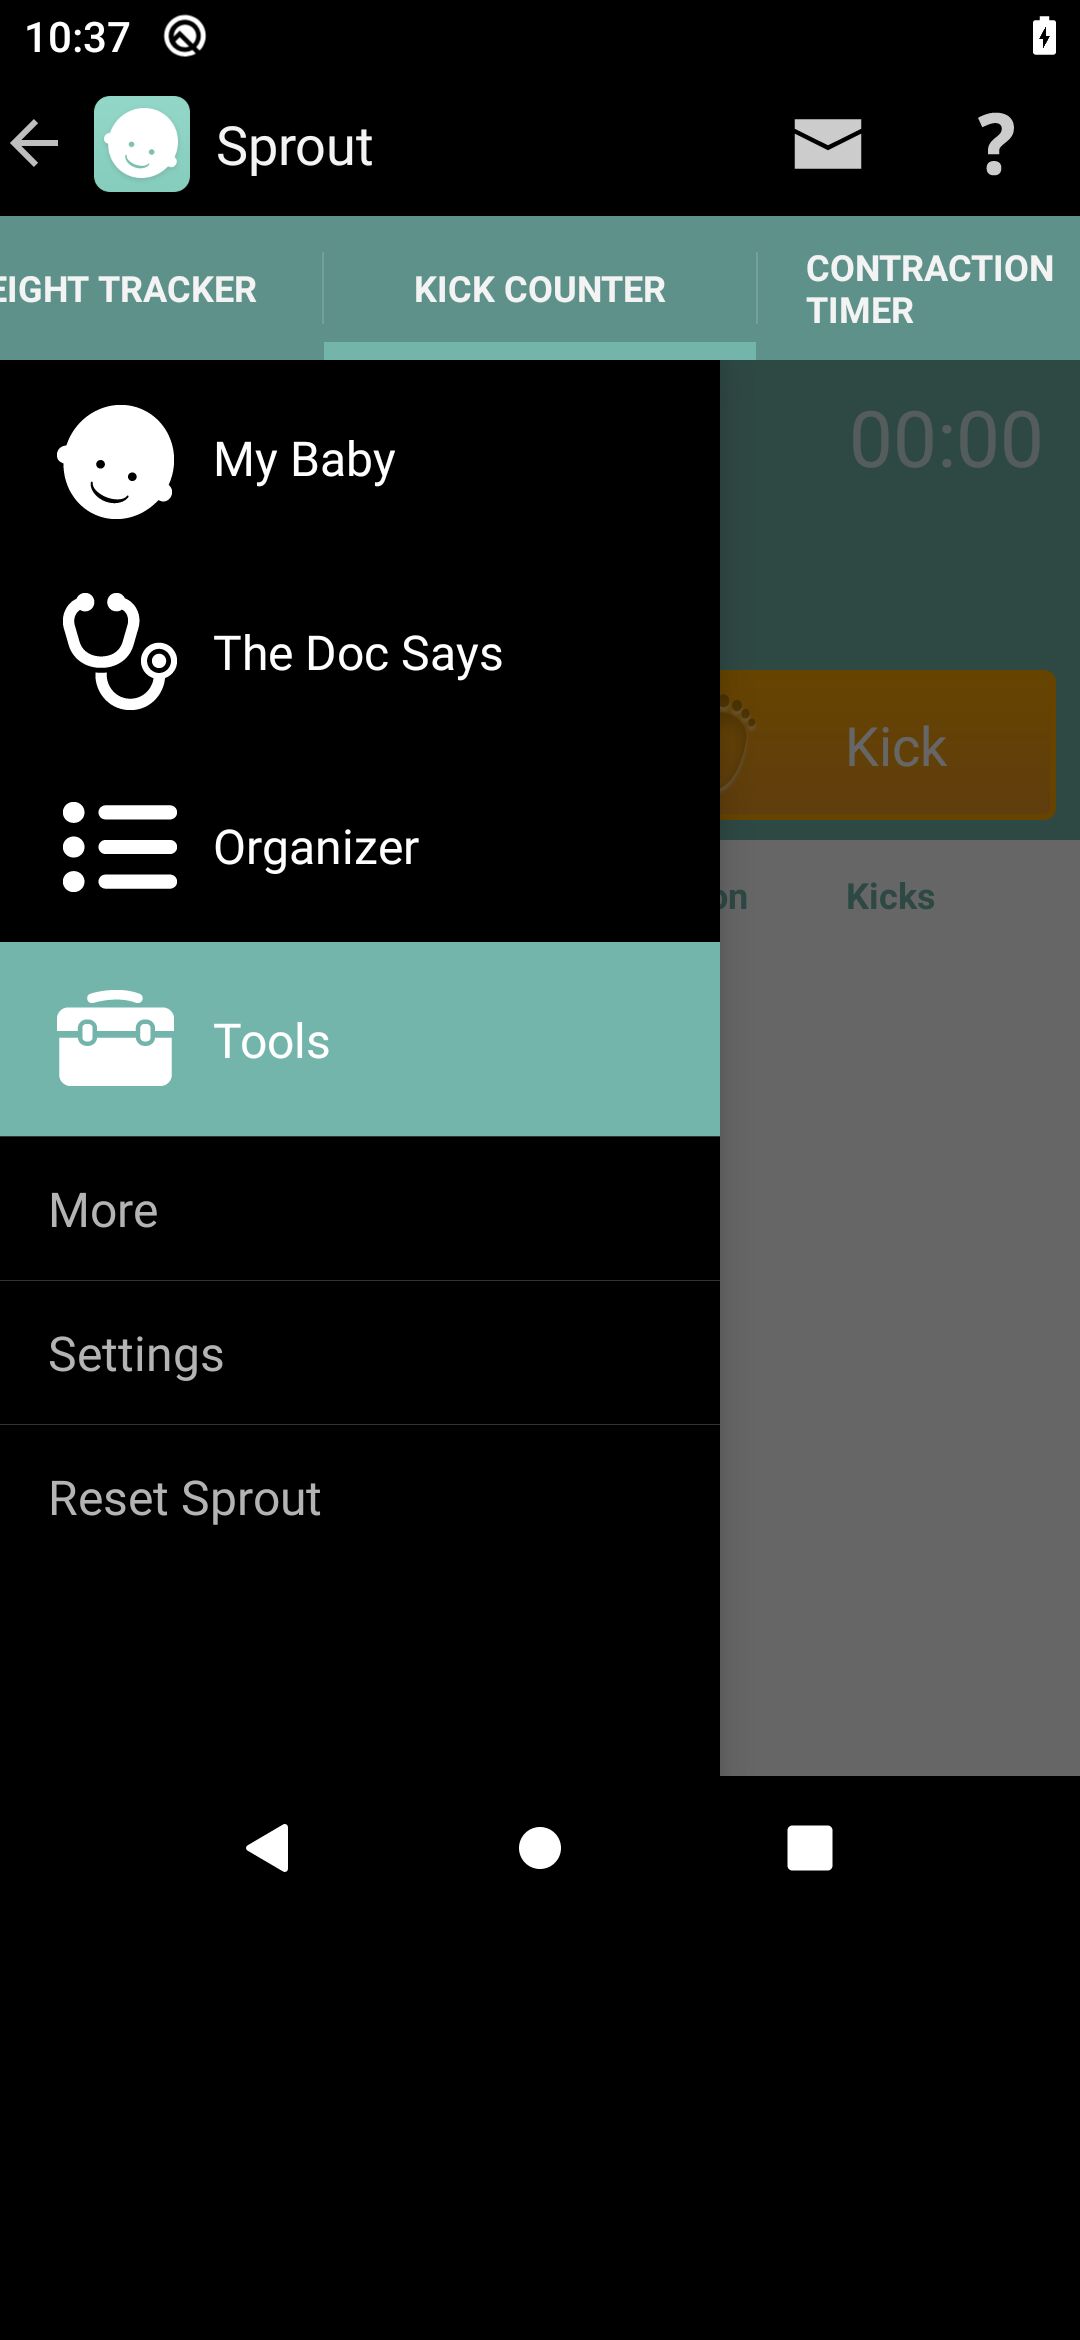 10:37
Sprout
?
EIGHT TRACKER
KICK COUNTER
CONTRACTION
TIMER
00:00
My Baby
The Doc Says
Kick
Organizer
on
Kicks
Tools
More
Settings
Reset Sprout